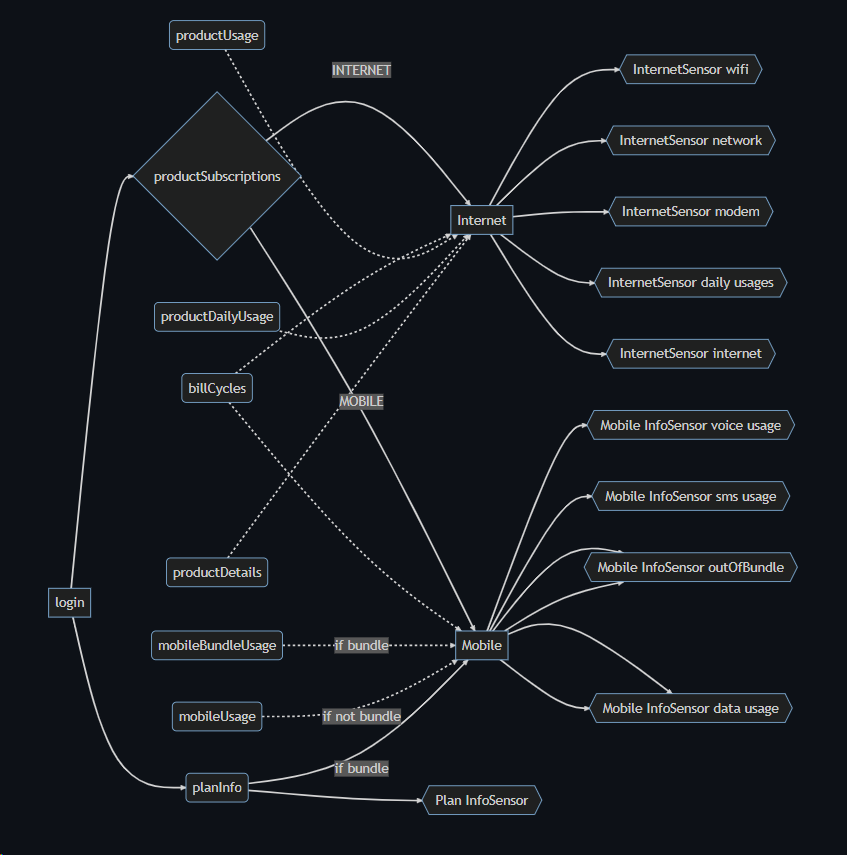 productUsage
INTERNET
InternetSensor wifi
InternetSensor network
productSubscriptions
InternetSensor modem
Internet
InternetSensor daily usages
productDailyUsage
InternetSensor internet
billCycles
MOBILE
Mobile InfoSensor voice usage
Mobile InfoSensor sms usage
Mobile InfoSensor outOfBundle
productDetails
login
mobileBundleUsage
if bundle
Mobile
Mobile InfoSensor data usage
mobileUsage
if not bundle
if bundle
planInfo
Plan InfoSensor